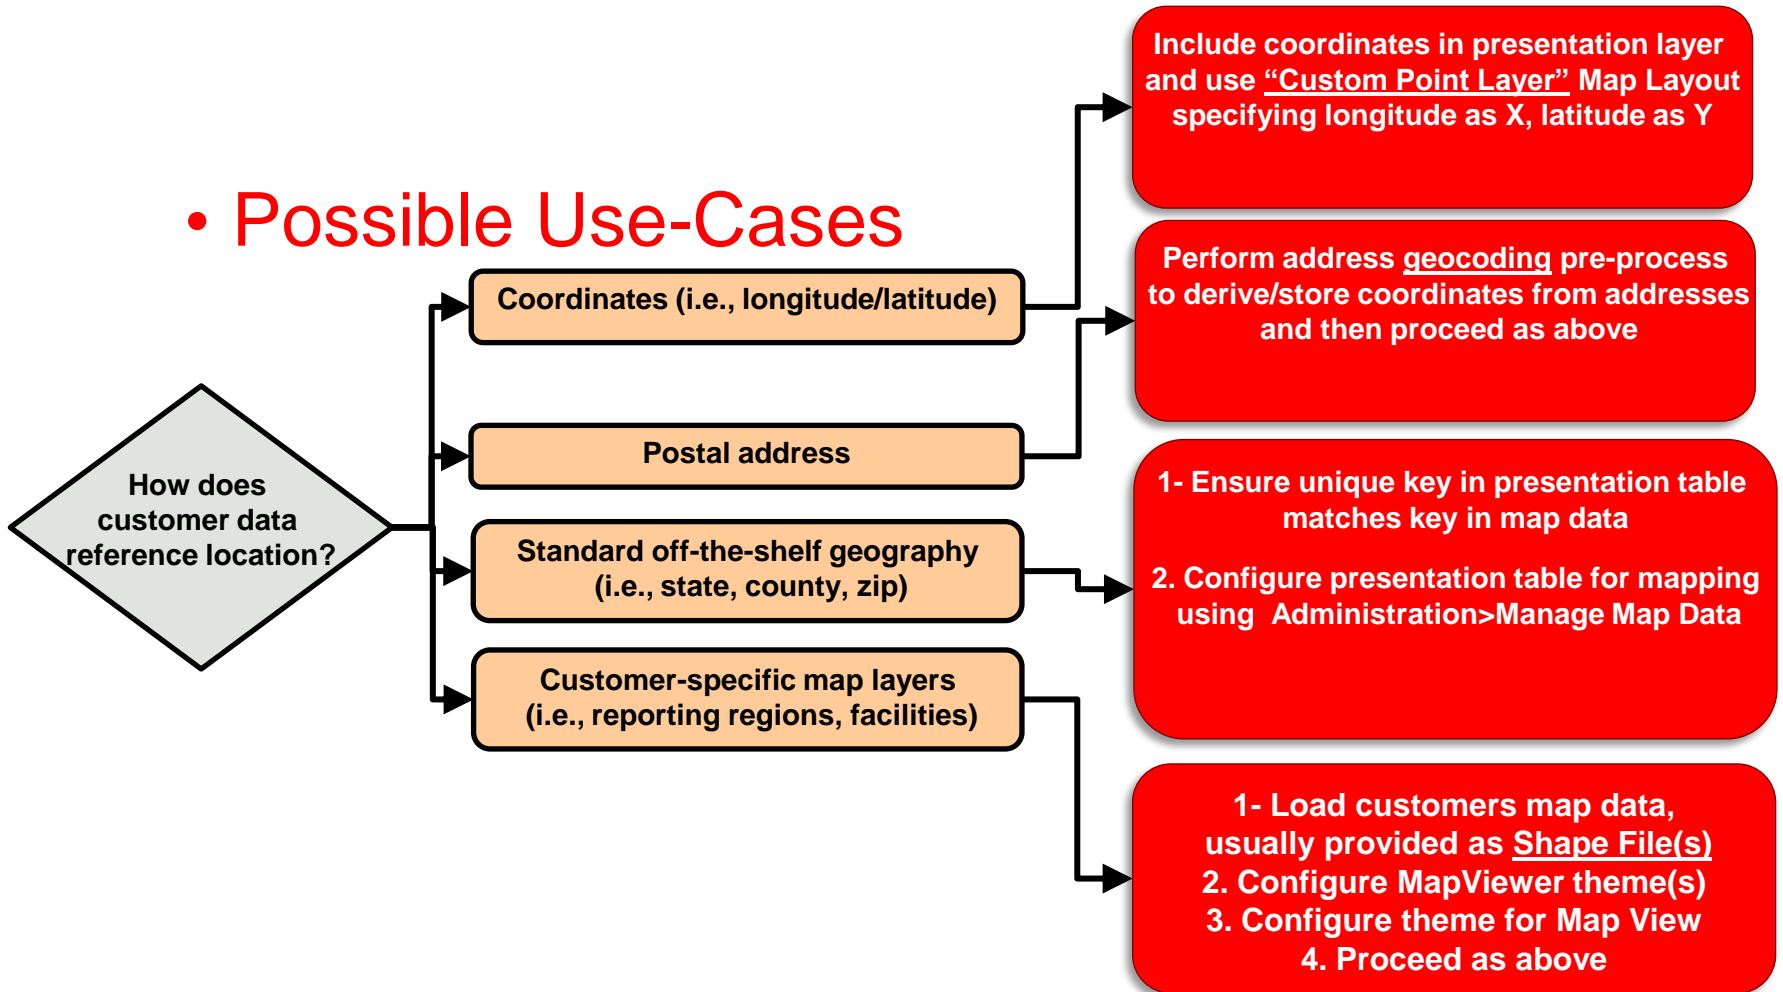 • Possible Use-Cases
How does
customer data
reference location?
Coordinates (i.e., longitude/latitude)
Postal address
Standard off-the-shelf geography
(i.e., state, county, zip)
Customer-specific map layers
(i.e., reporting regions, facilities)
Include coordinates in presentation layer
and use “Custom Point Layer” Map Layout
specifying longitude as X, latitude as Y
Perform address geocoding pre-process
to derive/store coordinates from addresses
and then proceed as above
1- Ensure unique key in presentation table
matches key in map data
2. Configure presentation table for mapping
using Administration>Manage Map Data
1- Load customers map data,
usually provided as Shape File(s)
2. Configure MapViewer theme(s)
3. Configure theme for Map View
4. Proceed as above